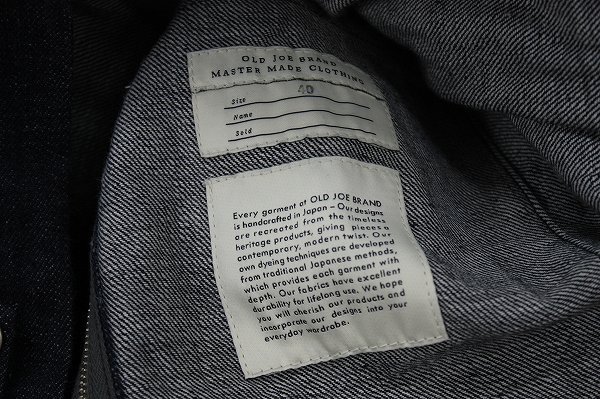 OLD JOE BRAND
MASTER MADE CLOTHING
Size 40
Name
Sold
Every garment at OLD JOE BRAND
is handcrafted in Japan – Our designs
are recreated from the timeless
heritage products, giving pieces a
contemporary, modern twist. Our
own dyeing techniques are developed
from traditional Japanese methods,
which provides each garment with
depth. Our fabrics have excellent
durability for lifelong use. We hope
you will cherish our products and
incorporate our designs into your
everyday wardrobe.